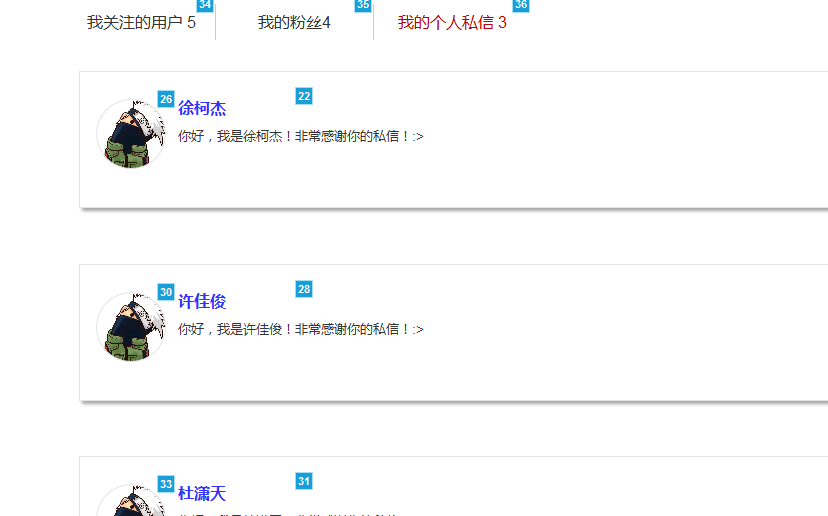 34 35 36
我关注的用户 5 我的粉丝4 我的个人私信 3
26 22
徐柯杰
你好，我是徐柯杰！非常感谢你的私信！:>
30 28
许佳俊
你好，我是许佳俊！非常感谢你的私信！:>
33 31
杜潇天